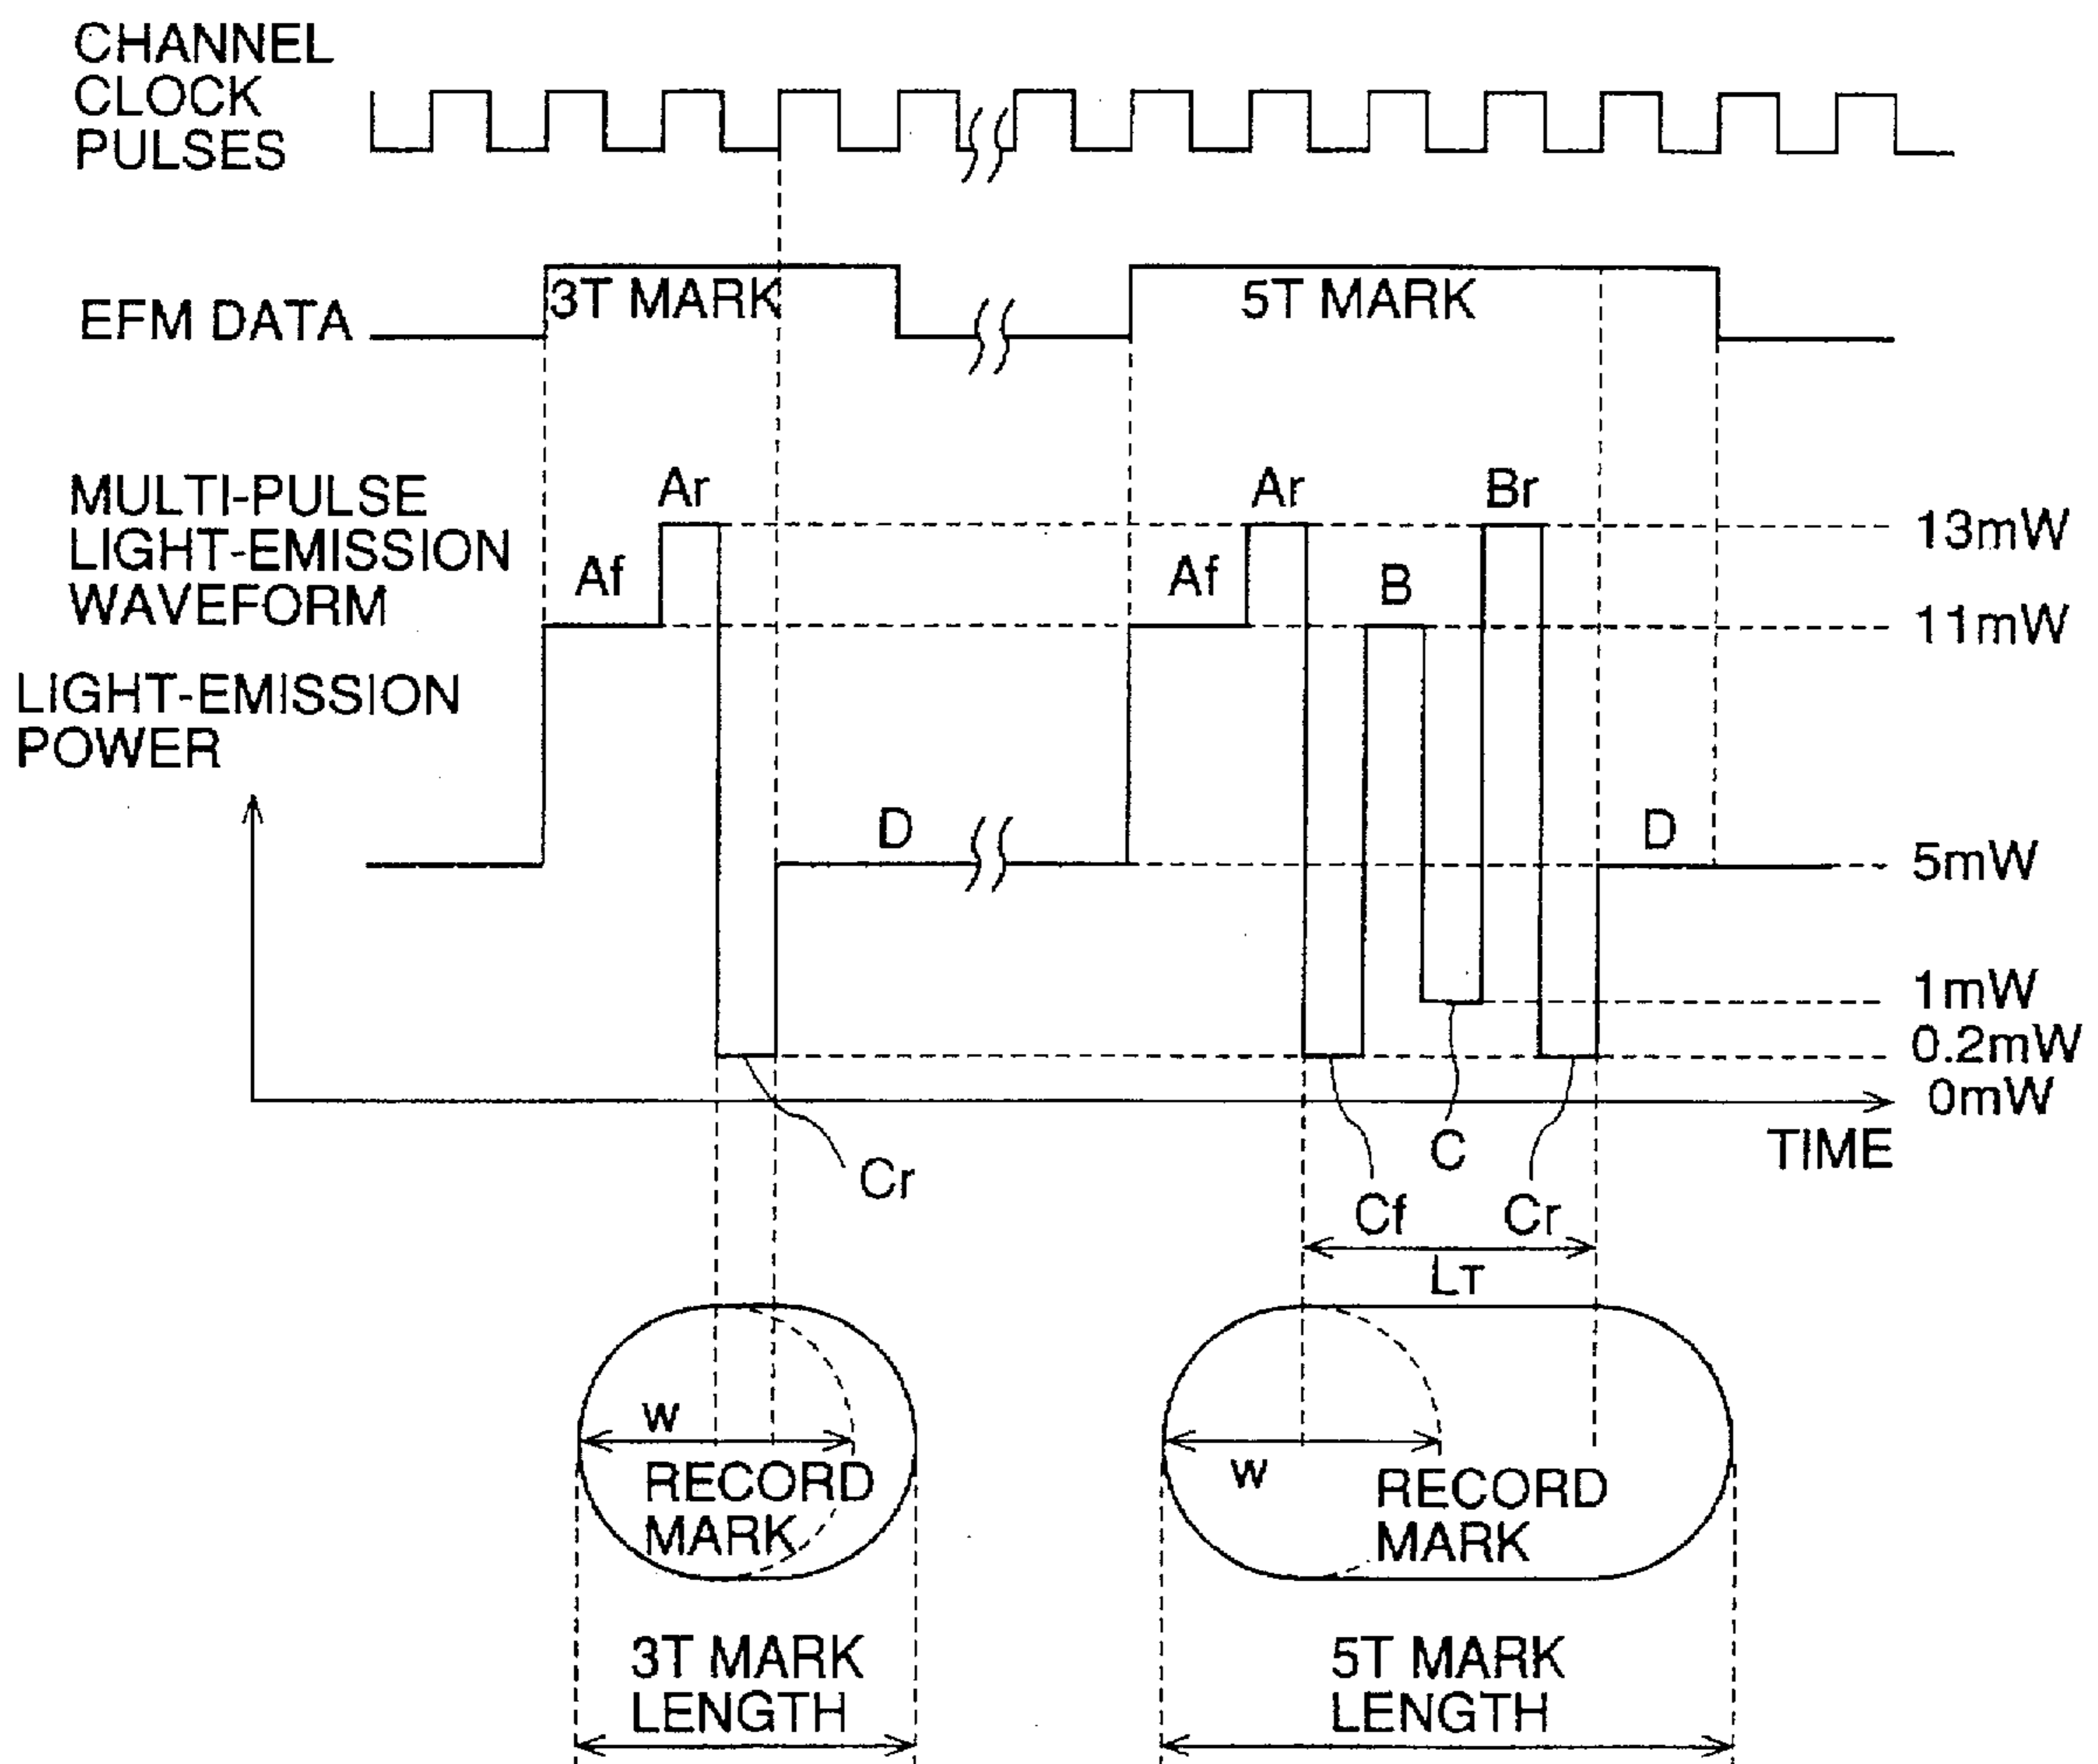 CHANNEL
CLOCK
PULSES
EFM DATA
3T MARK
5T MARK
MULTI-PULSE
LIGHT-EMISSION
WAVEFORM
Af
Ar
Af
Ar
B
Br
13mW
11mW
LIGHT-EMISSION
POWER
D
D
5mW
1mW
0.2mW
0mW
TIME
Cr
Cf
C
Cr
LT
w
RECORD
MARK
w
RECORD
MARK
3T MARK
LENGTH
5T MARK
LENGTH